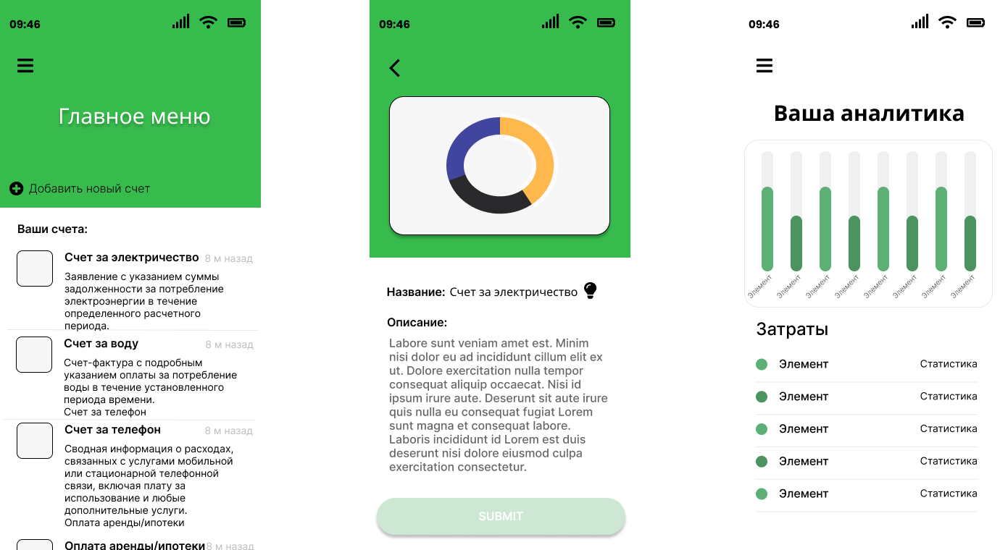 09:46
Главное меню
Добавить новый счет
Ваши счета:
Счет за электричество 8 м назад
Заявление с указанием суммы
задолженности за потребление
электроэнергии в течение
определенного расчетного
периода.
Счет за воду 8 м назад
Счет-фактура с подробным
указанием оплаты за потребление
воды в течение установленного
периода времени.
Счет за телефон
Счет за телефон 8 м назад
Сводная информация о расходах,
связанных с услугами мобильной
или стационарной телефонной
связи, включая плату за
использование и любые
дополнительные услуги.
Оплата аренды/ипотеки
Оплата аренды/ипотеки 8 м назад
09:46
Название: Счет за электричество
Описание:
Labore sunt veniam amet est. Minim
nisi dolor eu ad incididunt cillum elit ex
ut. Dolore exercitation nulla tempor
consequat aliquip occaecat. Nisi id
ipsum irure aute. Deserunt sit aute irure
quis nulla eu consequat fugiat Lorem
sunt magna et consequat labore.
Laboris incididunt id Lorem est duis
deserunt nisi dolore eiusmod culpa
exercitation consectetur.
SUBMIT
09:46
Ваша аналитика
Элемент
Элемент
Элемент
Элемент
Элемент
Элемент
Элемент
Элемент
Затраты
Элемент Статистика
Элемент Статистика
Элемент Статистика
Элемент Статистика
Элемент Статистика